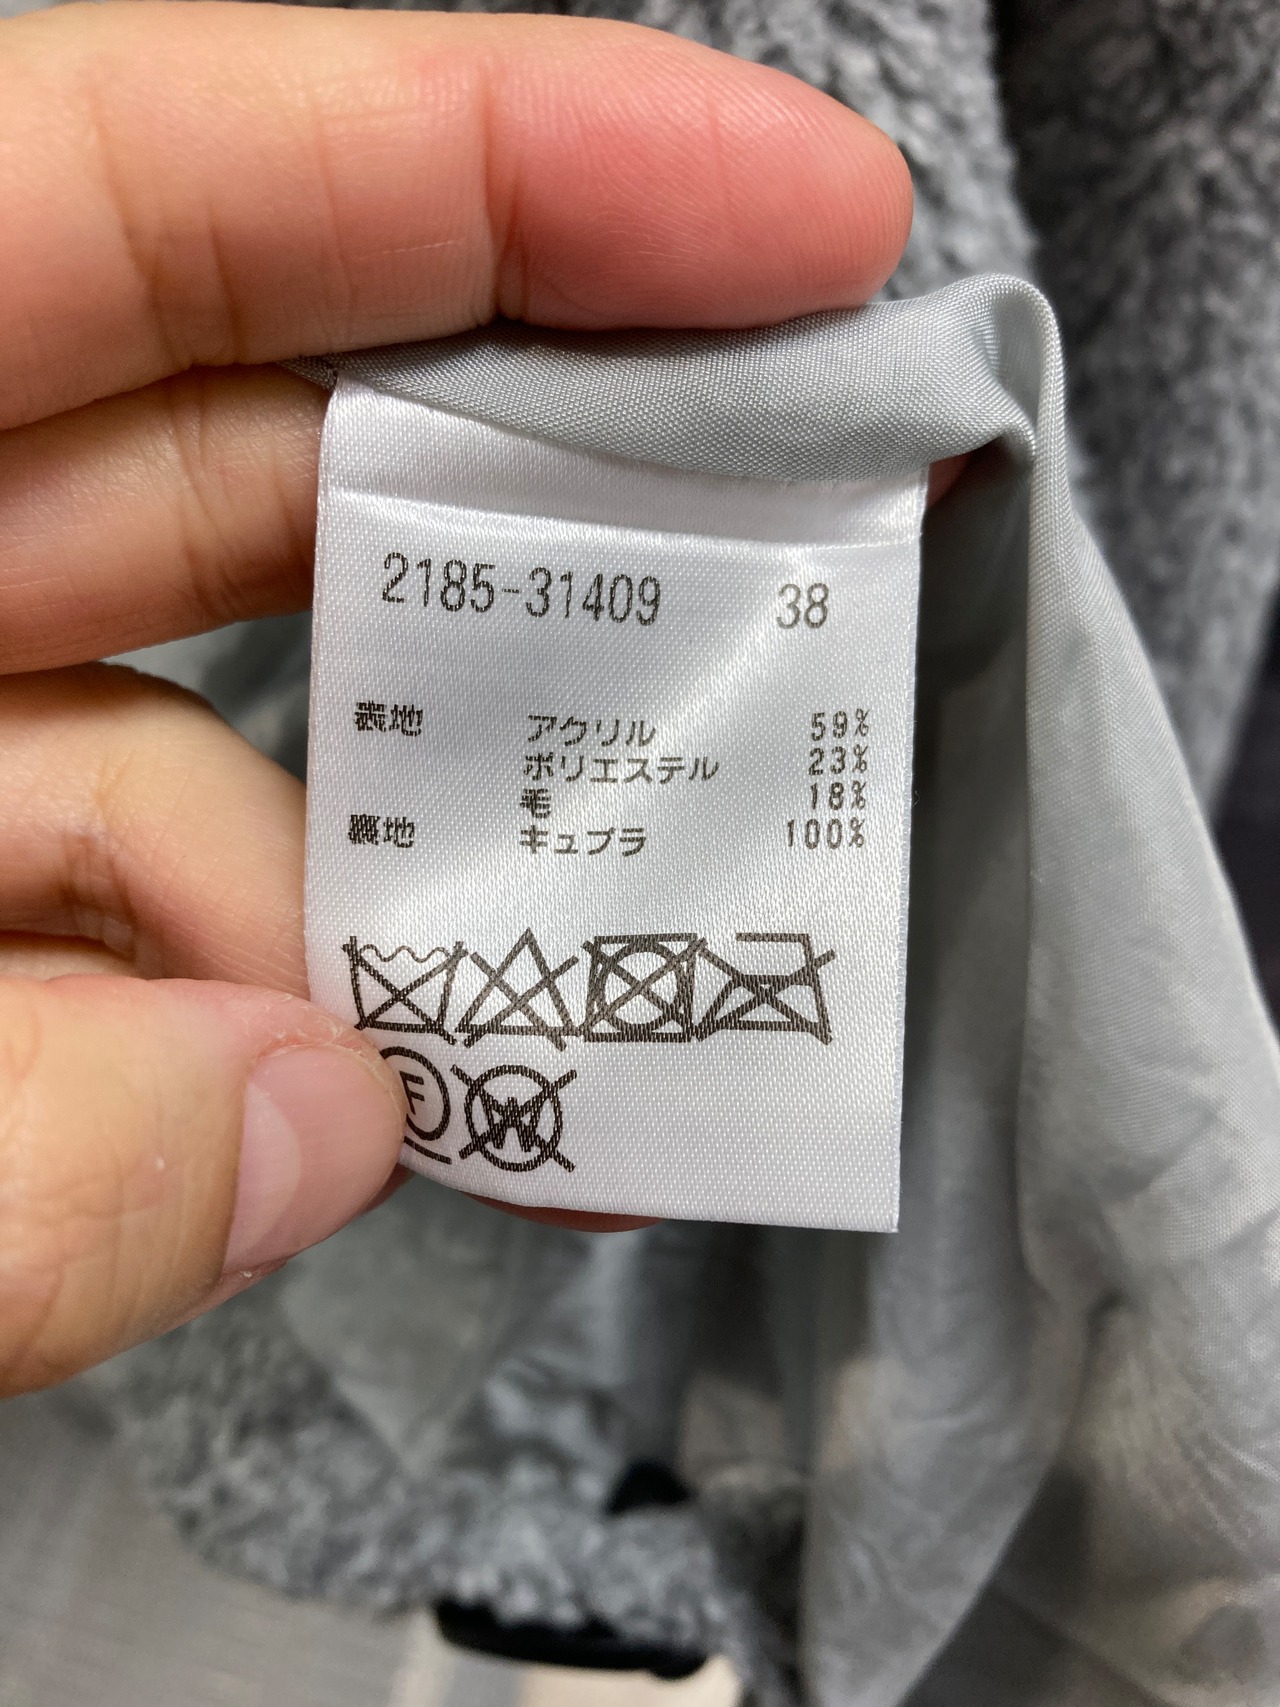 2185-31409 38
表地 アクリル 59%
ポリエステル 23%
毛 18%
裏地 キュプラ 100%
F W